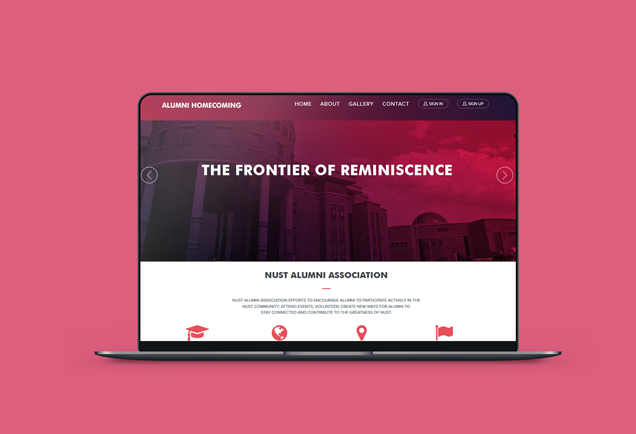 ALUMNI HOMECOMING
HOME ABOUT GALLERY CONTACT SIGN IN SIGN UP
THE FRONTIER OF REMINISCENCE
NUST ALUMNI ASSOCIATION
NUST ALUMNI ASSOCIATION EFFORTS TO ENCOURAGE ALUMNI TO PARTICIPATE ACTIVELY IN THE
NUST COMMUNITY, ATTEND EVENTS, VOLUNTEER, CREATE NEW WAYS FOR ALUMNI TO
STAY CONNECTED AND CONTRIBUTE TO THE GREATNESS OF NUST.